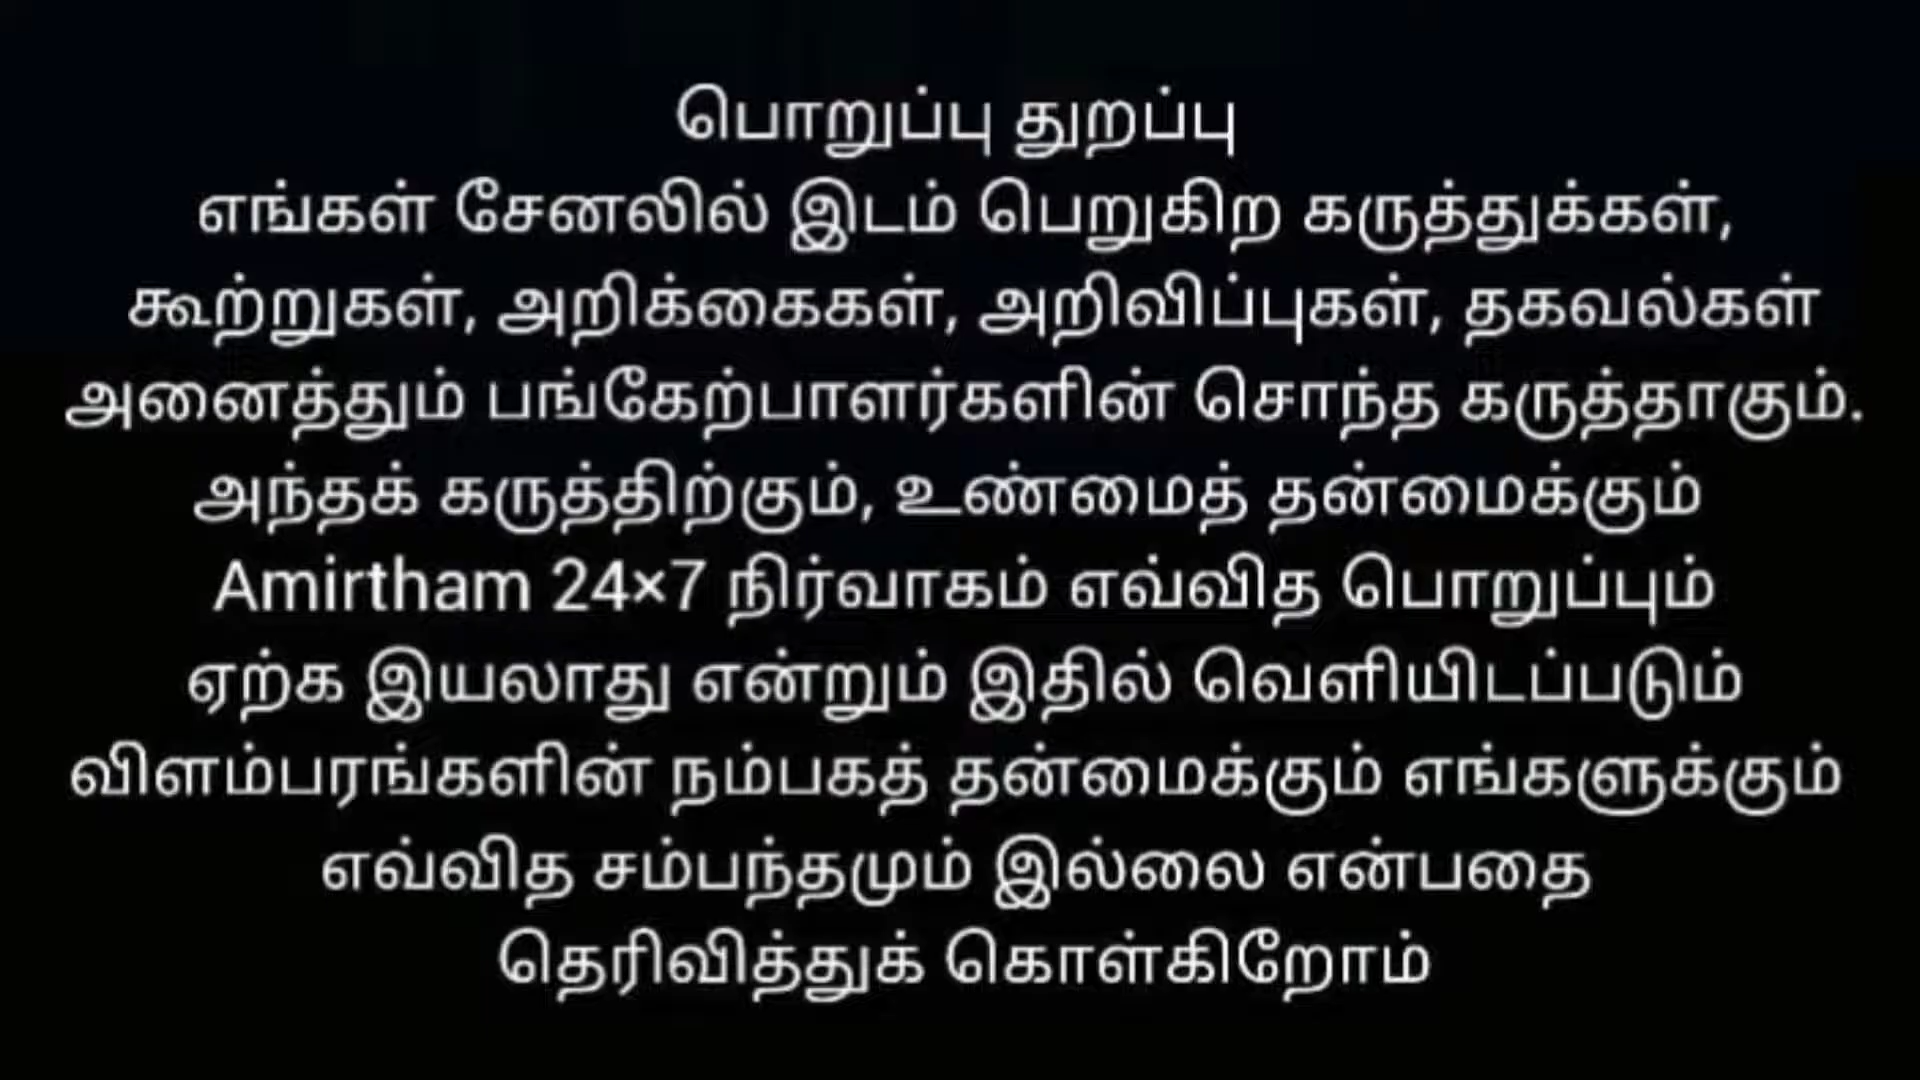 பொறுப்பு துறப்பு
எங்கள் சேனலில் இடம் பெறுகிற கருத்துக்கள்,
கூற்றுகள், அறிக்கைகள், அறிவிப்புகள், தகவல்கள்
அனைத்தும் பங்கேற்பாளர்களின் சொந்த கருத்தாகும்.
அந்தக் கருத்திற்கும், உண்மைத் தன்மைக்கும்
Amirtham 24×7 நிர்வாகம் எவ்வித பொறுப்பும்
ஏற்க இயலாது என்றும் இதில் வெளியிடப்படும்
விளம்பரங்களின் நம்பகத் தன்மைக்கும் எங்களுக்கும்
எவ்வித சம்பந்தமும் இல்லை என்பதை
தெரிவித்துக் கொள்கிறோம்